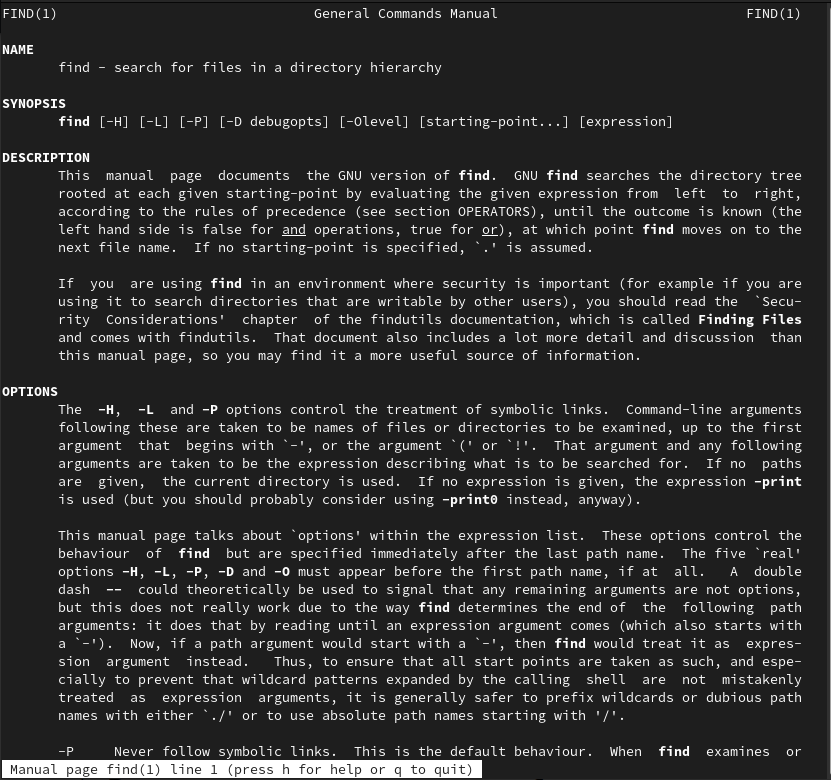 FIND(1)                        General Commands Manual                        FIND(1)
NAME
find - search for files in a directory hierarchy
SYNOPSIS
find [-H] [-L] [-P] [-D debugopts] [-Olevel] [starting-point...] [expression]
DESCRIPTION
This manual page documents the GNU version of find. GNU find searches the directory tree
rooted at each given starting-point by evaluating the given expression from left to right,
according to the rules of precedence (see section OPERATORS), until the outcome is known (the
left hand side is false for and operations, true for or), at which point find moves on to the
next file name. If no starting-point is specified, `.' is assumed.
If you are using find in an environment where security is important (for example if you are
using it to search directories that are writable by other users), you should read the `Secu-
rity Considerations' chapter of the findutils documentation, which is called Finding Files
and comes with findutils. That document also includes a lot more detail and discussion than
this manual page, so you may find it a more useful source of information.
OPTIONS
The -H, -L and -P options control the treatment of symbolic links. Command-line arguments
following these are taken to be names of files or directories to be examined, up to the first
argument that begins with `-', or the argument `(' or `!'. That argument and any following
arguments are taken to be the expression describing what is to be searched for. If no paths
are given, the current directory is used. If no expression is given, the expression -print
is used (but you should probably consider using -print0 instead, anyway).
This manual page talks about `options' within the expression list. These options control the
behaviour of find but are specified immediately after the last path name. The five `real'
options -H, -L, -P, -D and -O must appear before the first path name, if at all. A double
dash -- could theoretically be used to signal that any remaining arguments are not options,
but this does not really work due to the way find determines the end of the following path
arguments: it does that by reading until an expression argument comes (which also starts with
a `-'). Now, if a path argument would start with a `-', then find would treat it as expres-
sion argument instead. Thus, to ensure that all start points are taken as such, and espe-
cially to prevent that wildcard patterns expanded by the calling shell are not mistakenly
treated as expression arguments, it is generally safer to prefix wildcards or dubious path
names with either `./' or to use absolute path names starting with '/'.
-P Never follow symbolic links. This is the default behaviour. When find examines or
Manual page find(1) line 1 (press h for help or q to quit)